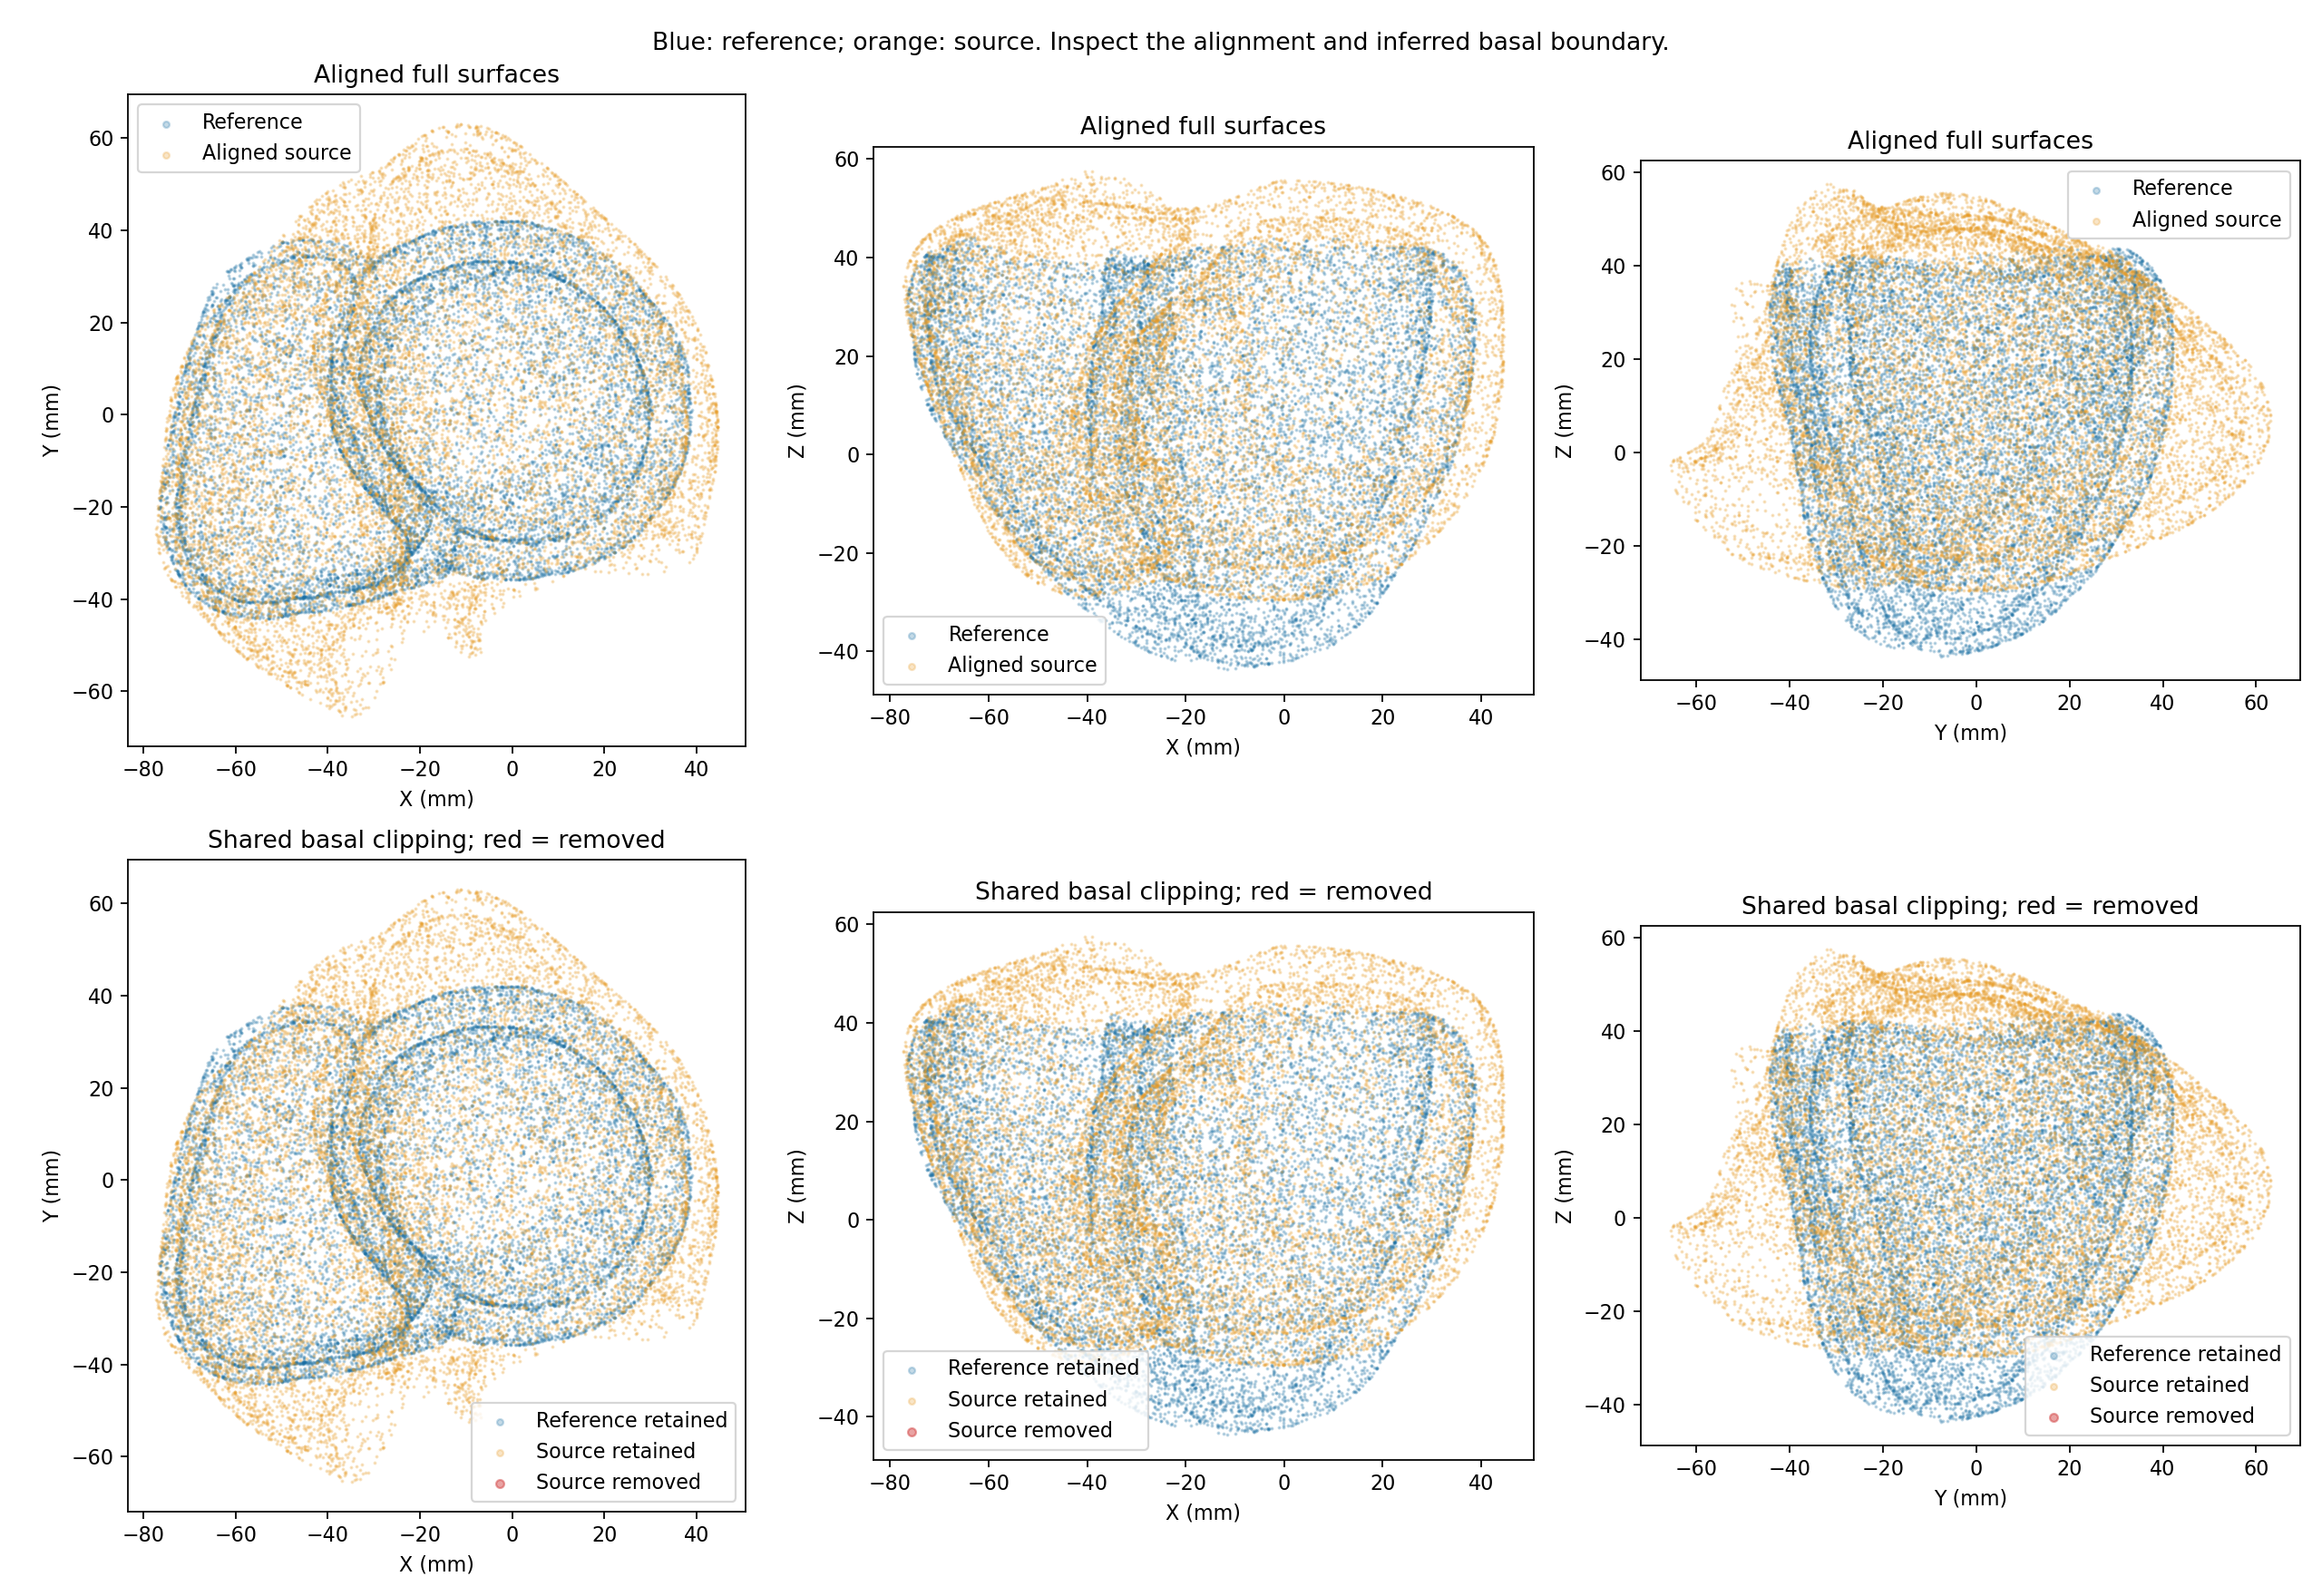 Blue: reference; orange: source. Inspect the alignment and inferred basal boundary.
Aligned full surfaces
Reference
Aligned source
60
40
20
0
−20
−40
−60
Y (mm)
−80 −60 −40 −20 0 20 40
X (mm)
Aligned full surfaces
60
40
20
0
−20
−40
Z (mm)
Reference
Aligned source
−80 −60 −40 −20 0 20 40
X (mm)
Aligned full surfaces
Reference
Aligned source
60
40
20
0
−20
−40
Z (mm)
−60 −40 −20 0 20 40 60
Y (mm)
Shared basal clipping; red = removed
60
40
20
0
−20
−40
−60
Y (mm)
Reference retained
Source retained
Source removed
−80 −60 −40 −20 0 20 40
X (mm)
Shared basal clipping; red = removed
60
40
20
0
−20
−40
Z (mm)
Reference retained
Source retained
Source removed
−80 −60 −40 −20 0 20 40
X (mm)
Shared basal clipping; red = removed
60
40
20
0
−20
−40
Z (mm)
Reference retained
Source retained
Source removed
−60 −40 −20 0 20 40 60
Y (mm)